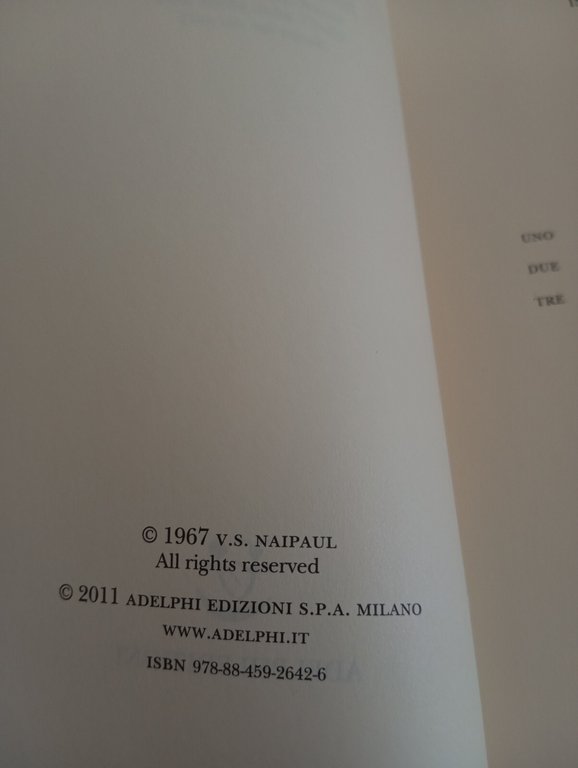 © 1967 V.S. NAIPAUL
All rights reserved
© 2011 ADELPHI EDIZIONI S.P.A. MILANO
WWW.ADELPHI.IT
ISBN 978-88-459-2642-6
UNO
DUE
TRE